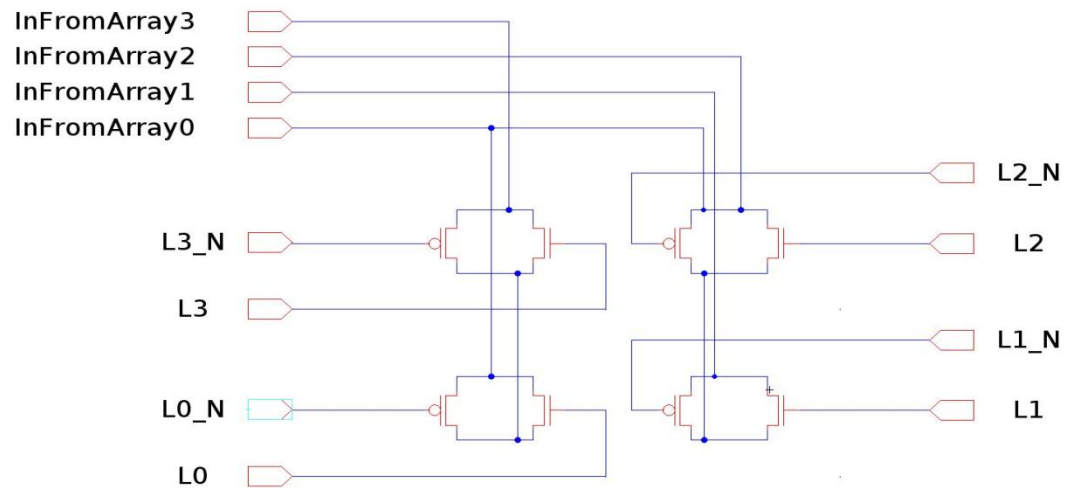 InFromArray3
InFromArray2
InFromArray1
InFromArray0
L2_N
L3_N
L2
L3
L1_N
L0_N
L1
L0